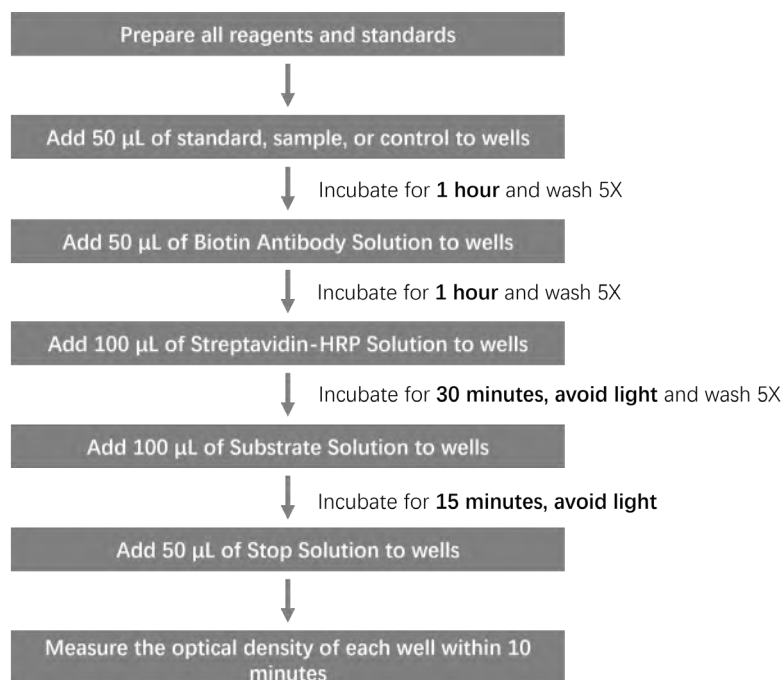 Prepare all reagents and standards
Add 50 μL of standard, sample, or control to wells
Incubate for 1 hour and wash 5X
Add 50 μL of Biotin Antibody Solution to wells
Incubate for 1 hour and wash 5X
Add 100 μL of Streptavidin-HRP Solution to wells
Incubate for 30 minutes, avoid light and wash 5X
Add 100 μL of Substrate Solution to wells
Incubate for 15 minutes, avoid light
Add 50 μL of Stop Solution to wells
Measure the optical density of each well within 10
minutes